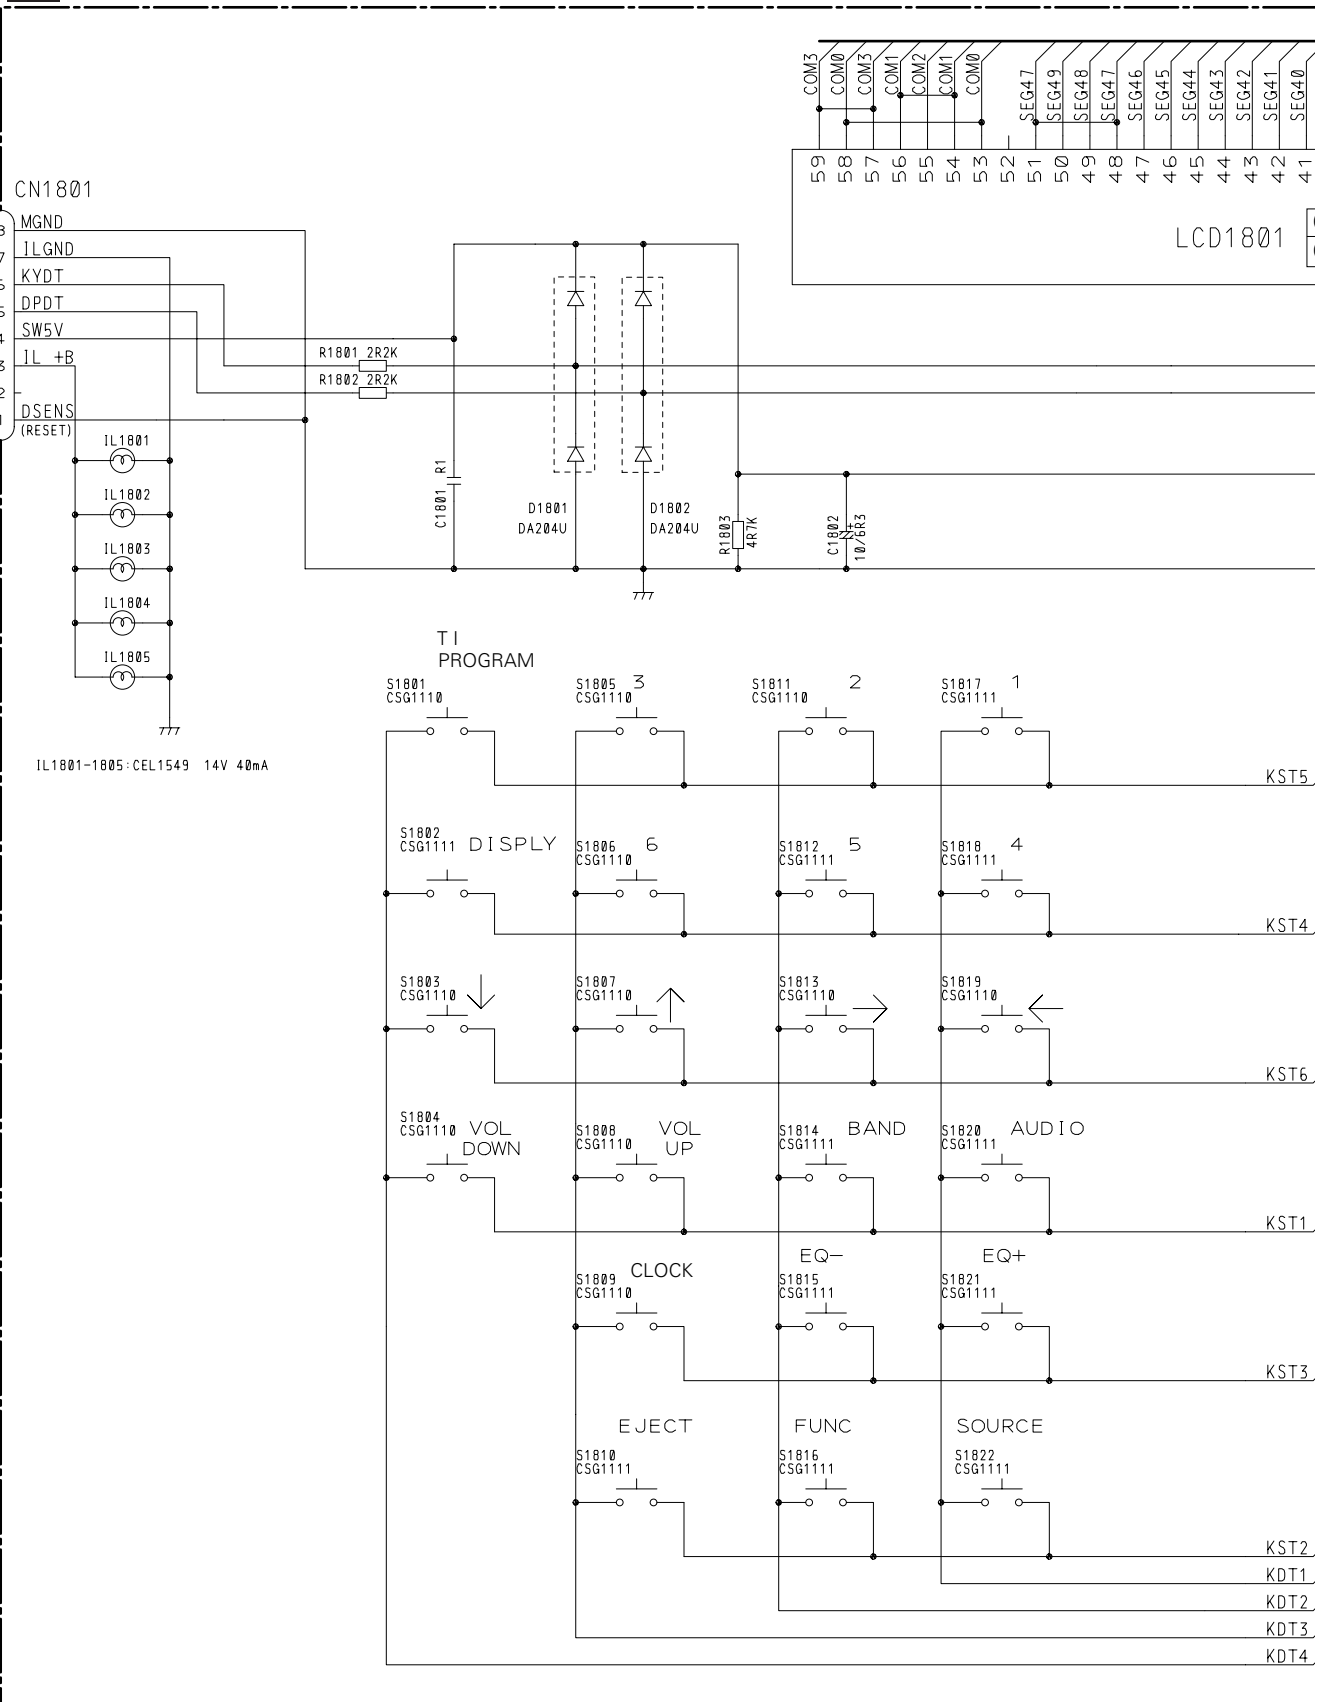 COM3
COM0
COM3
COM1
COM2
COM1
COM0
SEG47
SEG49
SEG48
SEG47
SEG46
SEG45
SEG44
SEG43
SEG42
SEG41
SEG40
59
58
57
56
55
54
53
52
51
50
49
48
47
46
45
44
43
42
41
LCD1801
CN1801
MGND
ILGND
KYDT
DPDT
SW5V
IL +B
2
DSENS
(RESET)
R1801 2R2K
R1802 2R2K
IL1801
IL1802
IL1803
IL1804
IL1805
C1801 R1
D1801
DA204U
D1802
DA204U
R1803
4R7K
C1802
+
10/6R3
IL1801-1805:CEL1549 14V 40mA
TI
PROGRAM
S1801
CSG1110
S1805 3
CSG1110
S1811 2
CSG1110
S1817 1
CSG1111
KST5
S1802
CSG1111 DISPLY
S1806 6
CSG1110
S1812 5
CSG1111
S1818 4
CSG1111
KST4
S1803
CSG1110
S1807
CSG1110
S1813
CSG1110
S1819
CSG1110
KST6
S1804
CSG1110
VOL
DOWN
S1808
CSG1110
VOL
UP
S1814
CSG1111
BAND
S1820
CSG1111
AUDIO
KST1
CLOCK
S1809
CSG1110
EQ−
S1815
CSG1111
EQ+
S1821
CSG1111
KST3
EJECT
S1810
CSG1111
FUNC
S1816
CSG1111
SOURCE
S1822
CSG1111
KST2
KDT1
KDT2
KDT3
KDT4